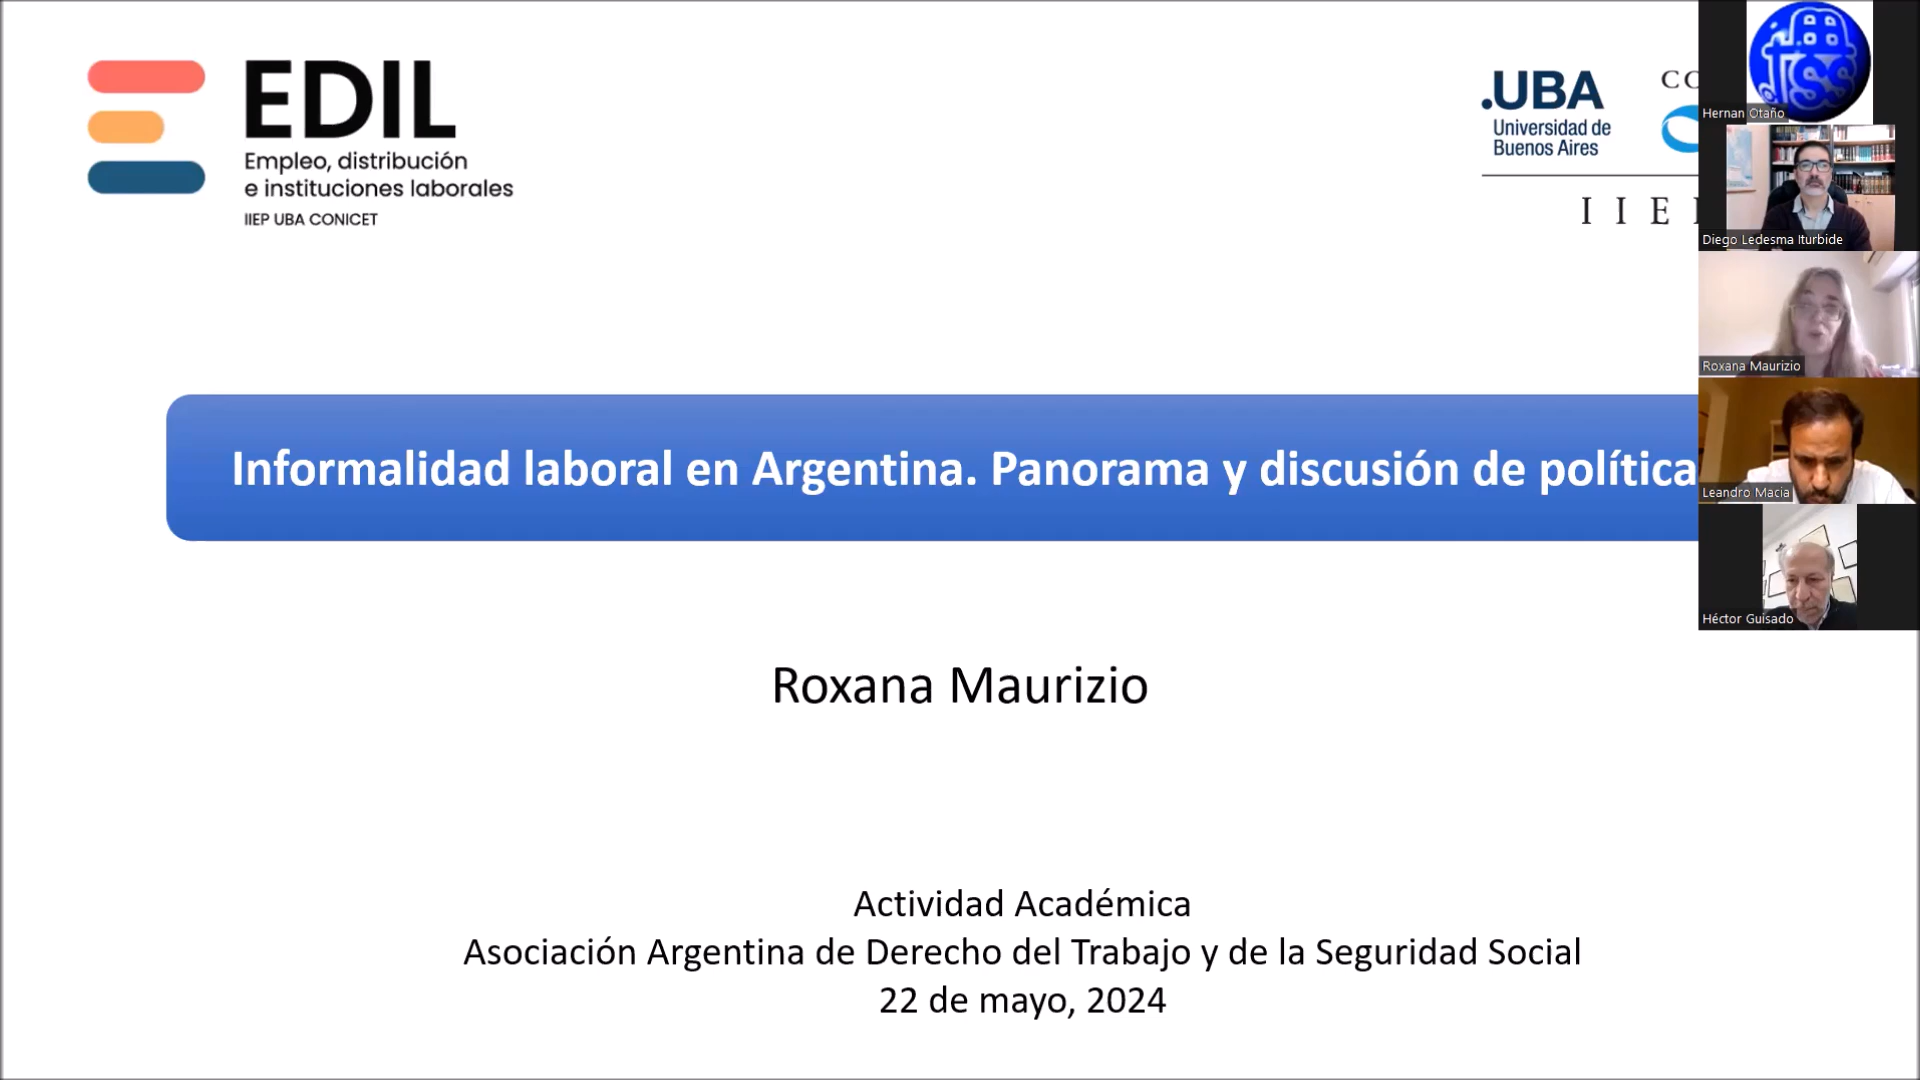 EDIL
Empleo, distribución
e instituciones laborales
IIEP UBA CONICET
.UBA
Universidad de
Buenos Aires
CO
IIE
Informalidad laboral en Argentina. Panorama y discusión de política
Roxana Maurizio
Actividad Académica
Asociación Argentina de Derecho del Trabajo y de la Seguridad Social
22 de mayo, 2024
Hernan Otaño
Diego Ledesma Iturbide
Roxana Maurizio
Leandro Macia
Héctor Guisado